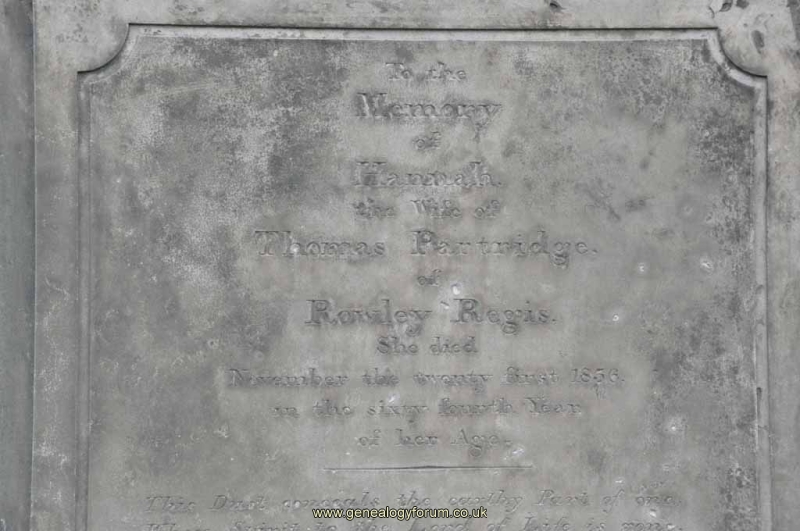 To the
Memory
of
Hannah.
the Wife of
Thomas Partridge.
of
Rowley Regis.
She died
November the twenty first 1836.
in the sixty fourth Year
of her Age.
This Dust conceals the earthly Part of one
www.genealogyforum.co.uk